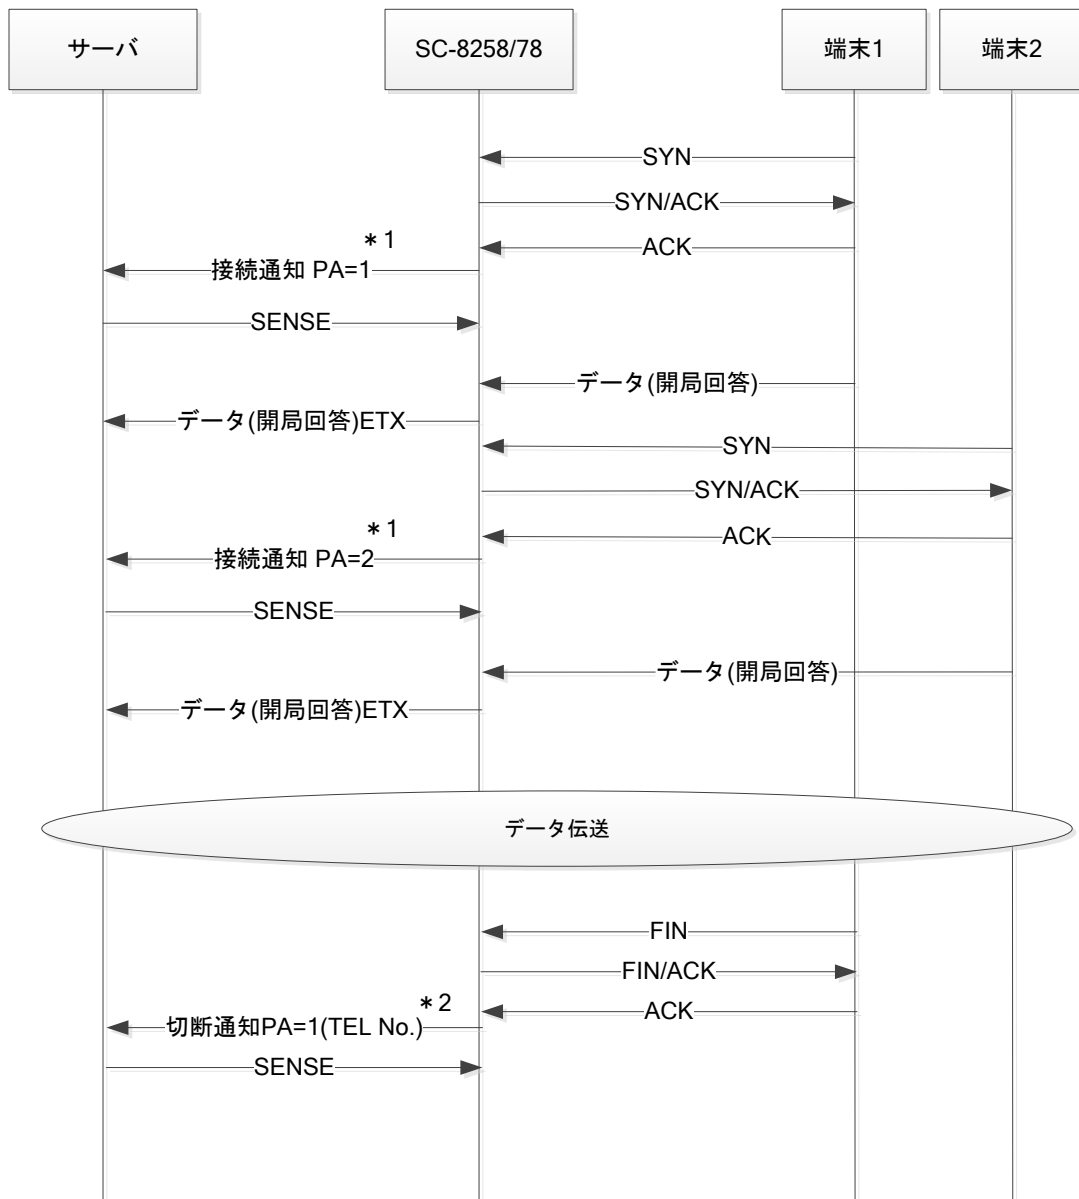 サーバ
SC-8258/78
端末1
端末2
SYN
SYN/ACK
ACK
＊1
接続通知 PA=1
SENSE
データ(開局回答)
データ(開局回答)ETX
SYN
SYN/ACK
＊1
ACK
接続通知 PA=2
SENSE
データ(開局回答)
データ(開局回答)ETX
データ伝送
FIN
FIN/ACK
＊2
ACK
切断通知PA=1(TEL No.)
SENSE